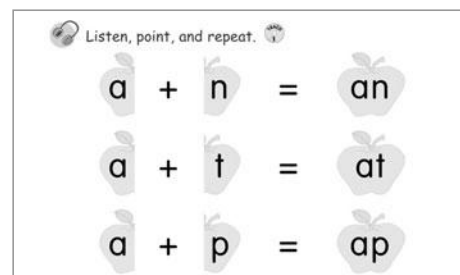 Listen, point, and repeat.
a + n = an
a + t = at
a + p = ap